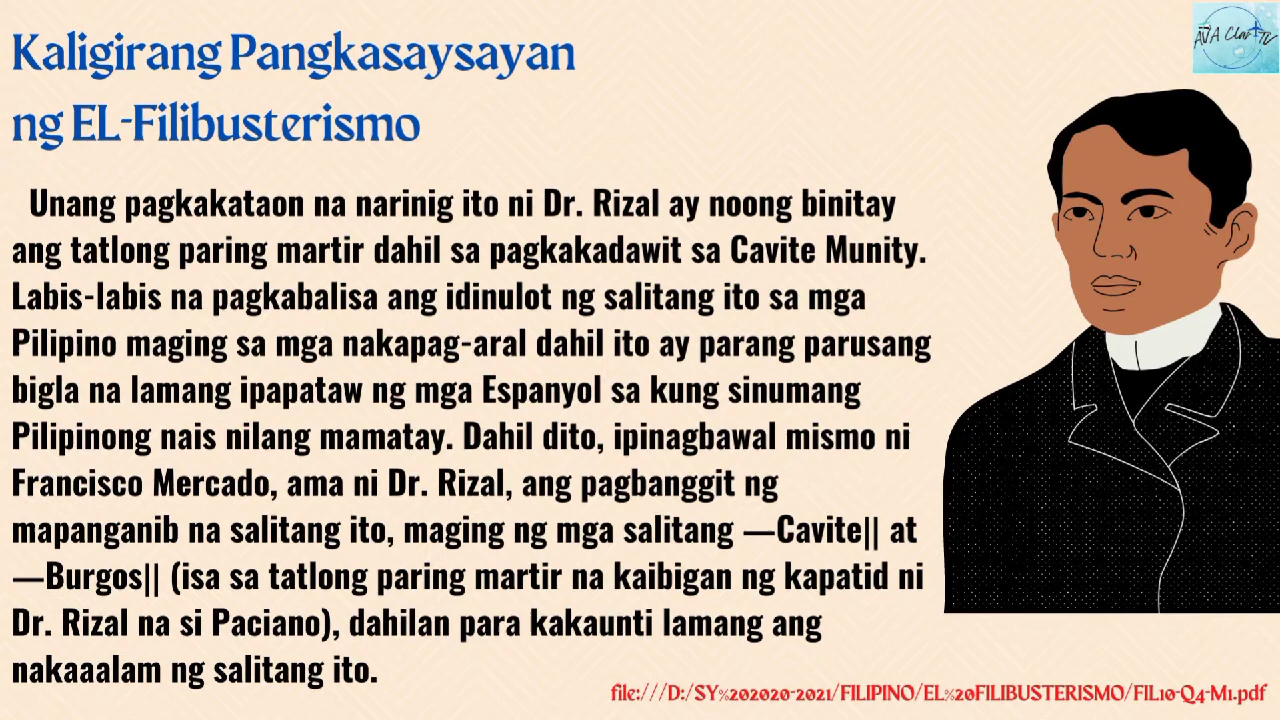 Kaligirang Pangkasaysayan
ng EL-Filibusterismo
Unang pagkakataon na narinig ito ni Dr. Rizal ay noong binitay
ang tatlong paring martir dahil sa pagkakadawit sa Cavite Munity.
Labis-labis na pagkabalisa ang idinulot ng salitang ito sa mga
Pilipino maging sa mga nakapag-aral dahil ito ay parang parusang
bigla na lamang ipapataw ng mga Espanyol sa kung sinumang
Pilipinong nais nilang mamatay. Dahil dito, ipinagbawal mismo ni
Francisco Mercado, ama ni Dr. Rizal, ang pagbanggit ng
mapanganib na salitang ito, maging ng mga salitang ―Cavite|| at
―Burgos|| (isa sa tatlong paring martir na kaibigan ng kapatid ni
Dr. Rizal na si Paciano), dahilan para kakaunti lamang ang
nakaaalam ng salitang ito.
file:///D:/SY%202020-2021/FILIPINO/EL%20FILIBUSTERISMO/FIL10-Q4-M1.pdf